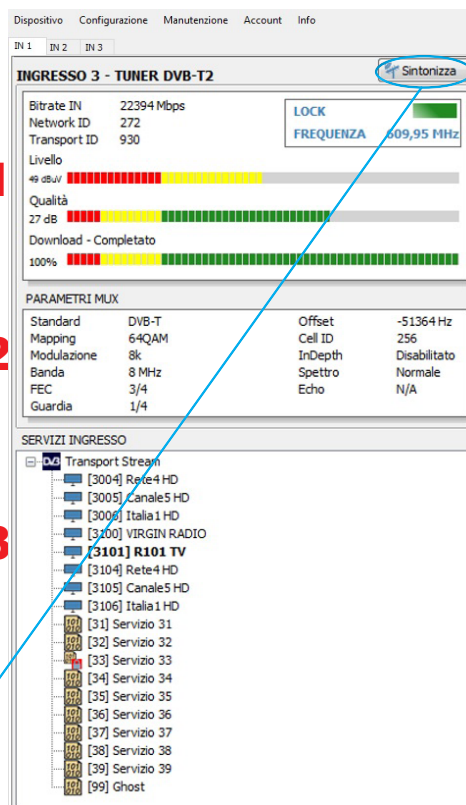 Dispositivo Configurazione Manutenzione Account Info
IN 1 IN 2 IN 3
INGRESSO 3 - TUNER DVB-T2 Sintonizza
Bitrate IN 22394 Mbps
Network ID 272
Transport ID 930
LOCK
FREQUENZA 609,95 MHz
Livello
49 dBuV
Qualità
27 dB
Download - Completato
100%
1
PARAMETRI MUX
Standard DVB-T Offset -51364 Hz
Mapping 64QAM Cell ID 256
Modulazione 8k InDepth Disabilitato
Banda 8 MHz Spettro Normale
FEC 3/4 Echo N/A
Guardia 1/4
2
SERVIZI INGRESSO
DVB Transport Stream
[3004] Rete4 HD
[3005] Canale5 HD
[3006] Italia1 HD
[3100] VIRGIN RADIO
[3101] R101 TV
[3104] Rete4 HD
[3105] Canale5 HD
[3106] Italia1 HD
[31] Servizio 31
[32] Servizio 32
[33] Servizio 33
[34] Servizio 34
[35] Servizio 35
[36] Servizio 36
[37] Servizio 37
[38] Servizio 38
[39] Servizio 39
[99] Ghost
3